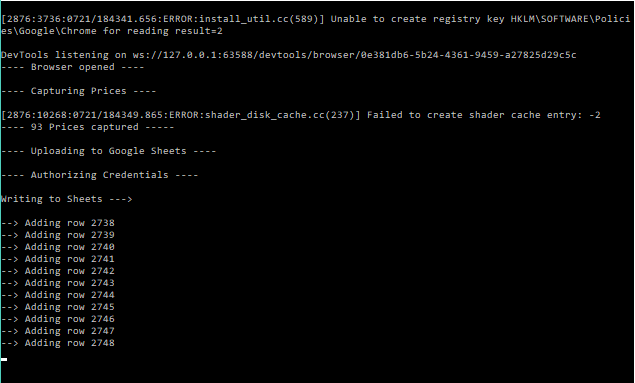 [2876:3736:0721/184341.656:ERROR:install_util.cc(589)] Unable to create registry key HKLM\SOFTWARE\Polici
es\Google\Chrome for reading result=2
DevTools listening on ws://127.0.0.1:63588/devtools/browser/0e381db6-5b24-4361-9459-a27825d29c5c
---- Browser opened ----
---- Capturing Prices ----
[2876:10268:0721/184349.865:ERROR:shader_disk_cache.cc(237)] Failed to create shader cache entry: -2
---- 93 Prices captured -----
---- Uploading to Google Sheets ----
---- Authorizing Credentials ----
Writing to Sheets --->
--> Adding row 2738
--> Adding row 2739
--> Adding row 2740
--> Adding row 2741
--> Adding row 2742
--> Adding row 2743
--> Adding row 2744
--> Adding row 2745
--> Adding row 2746
--> Adding row 2747
--> Adding row 2748